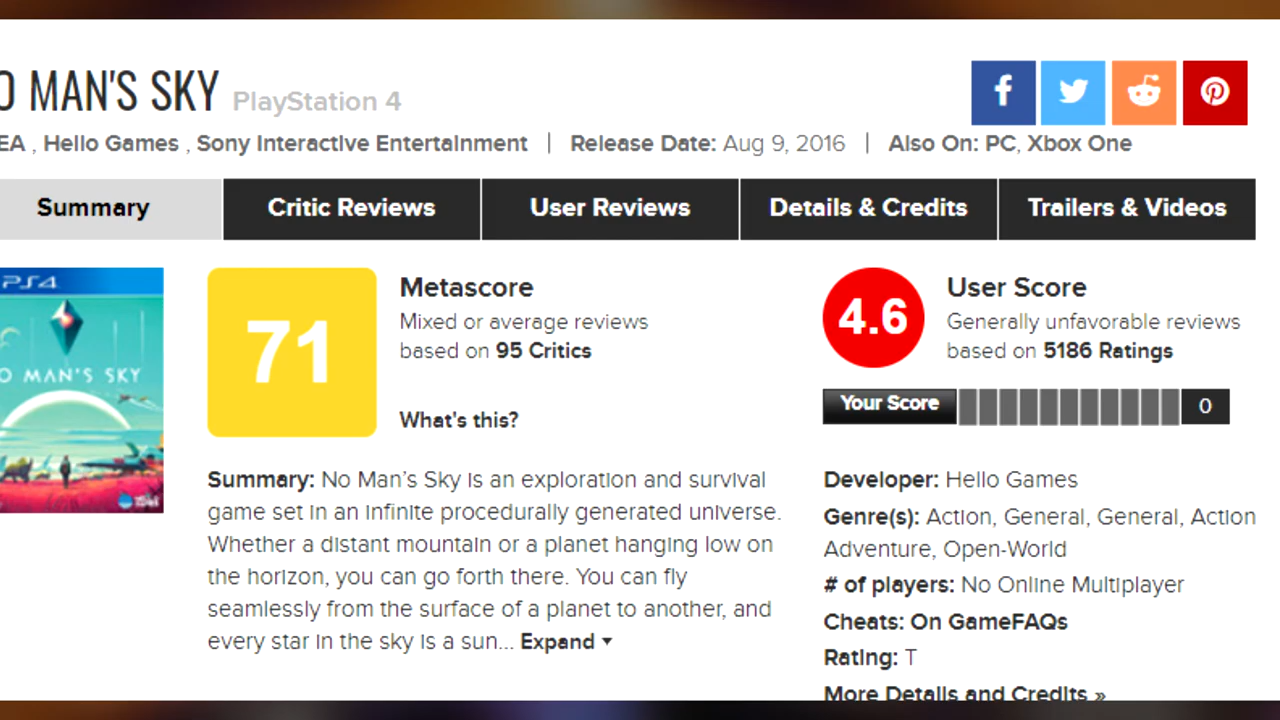 O MAN'S SKY PlayStation 4
EA , Hello Games , Sony Interactive Entertainment | Release Date: Aug 9, 2016 | Also On: PC, Xbox One
Summary Critic Reviews User Reviews Details & Credits Trailers & Videos
PS4
O MAN'S SKY
71
Metascore
Mixed or average reviews
based on 95 Critics
What's this?
4.6
User Score
Generally unfavorable reviews
based on 5186 Ratings
Your Score 0
Summary: No Man's Sky is an exploration and survival
game set in an infinite procedurally generated universe.
Whether a distant mountain or a planet hanging low on
the horizon, you can go forth there. You can fly
seamlessly from the surface of a planet to another, and
every star in the sky is a sun... Expand ▾
Developer: Hello Games
Genre(s): Action, General, General, Action
Adventure, Open-World
# of players: No Online Multiplayer
Cheats: On GameFAQs
Rating: T
More Details and Credits »